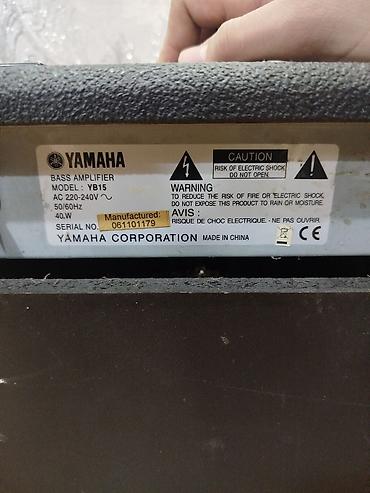 YAMAHA
BASS AMPLIFIER
MODEL : YB15
AC 220-240V
50/60Hz
40.W
SERIAL NO.
Manufactured:
061101179
CAUTION
RISK OF ELECTRIC SHOCK
DO NOT OPEN
WARNING
TO REDUCE THE RISK OF FIRE OR ELECTRIC SHOCK,
DO NOT EXPOSE THIS PRODUCT TO RAIN OR MOISTURE.
AVIS :
RISQUE DE CHOC ELECTRIQUE - NE PAS OUVRIR.
YAMAHA CORPORATION MADE IN CHINA
CE